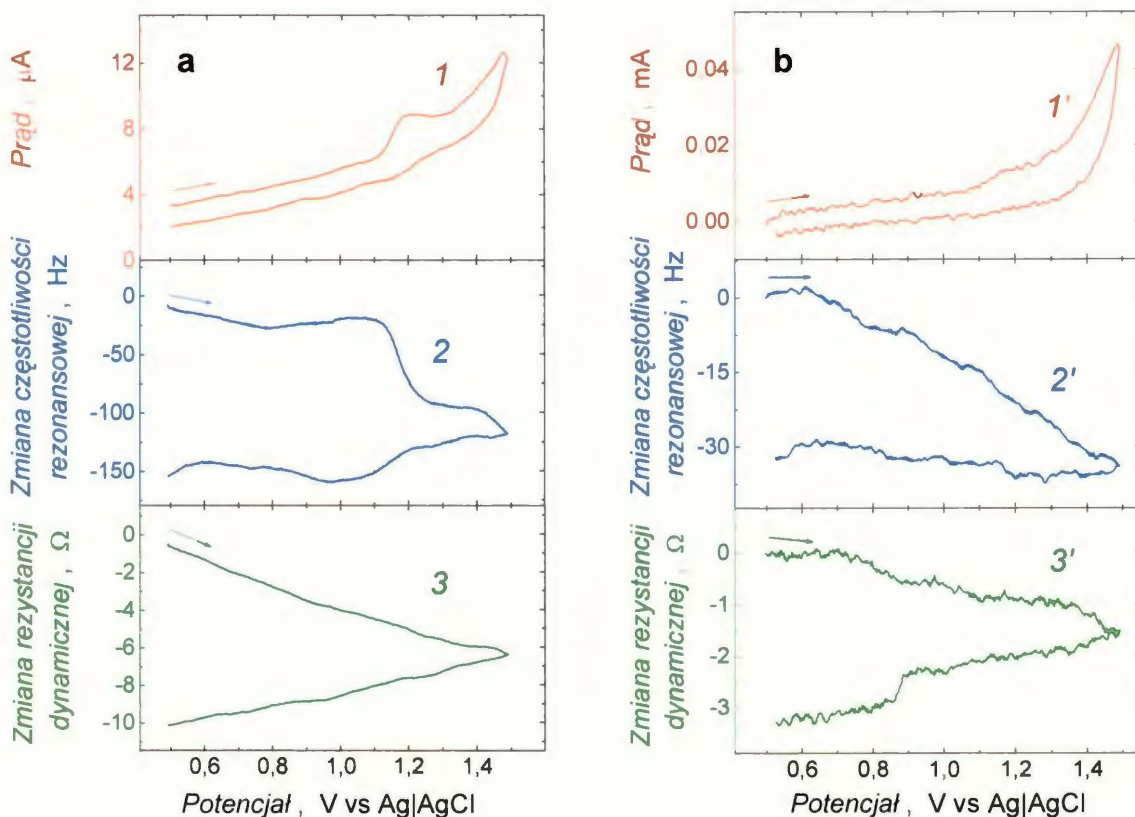 a
Prąd , μA
12
8
4
0
1
Zmiana częstotliwości
rezonansowej , Hz
0
-50
-100
-150
2
Zmiana rezystancji
dynamicznej , Ω
0
-2
-4
-6
-8
-10
3
0,6 0,8 1,0 1,2 1,4
Potencjał , V vs Ag|AgCl
b
Prąd , mA
0.04
0.02
0.00
1'
Zmiana częstotliwości
rezonansowej , Hz
0
-15
-30
2'
Zmiana rezystancji
dynamicznej , Ω
0
-1
-2
-3
3'
0,6 0,8 1,0 1,2 1,4
Potencjał , V vs Ag|AgCl